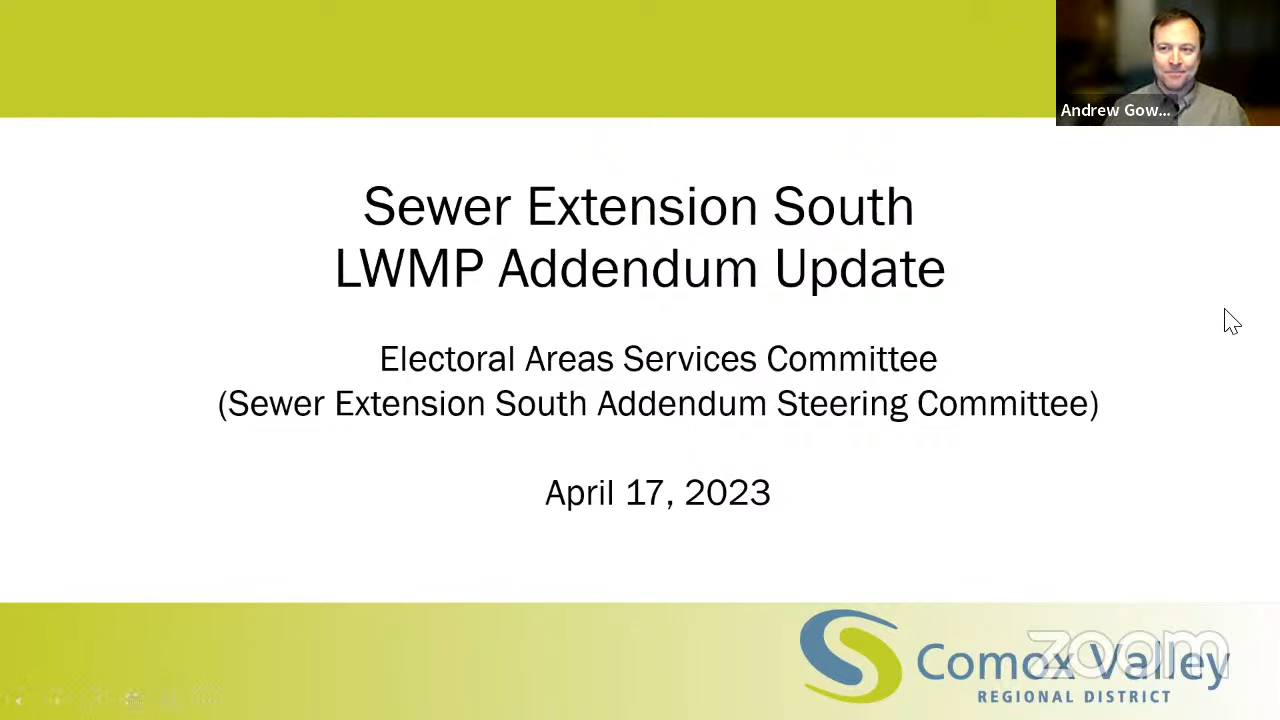 Andrew Gow...
Sewer Extension South
LWMP Addendum Update
Electoral Areas Services Committee
(Sewer Extension South Addendum Steering Committee)
April 17, 2023
zoom
Comox Valley
REGIONAL DISTRICT